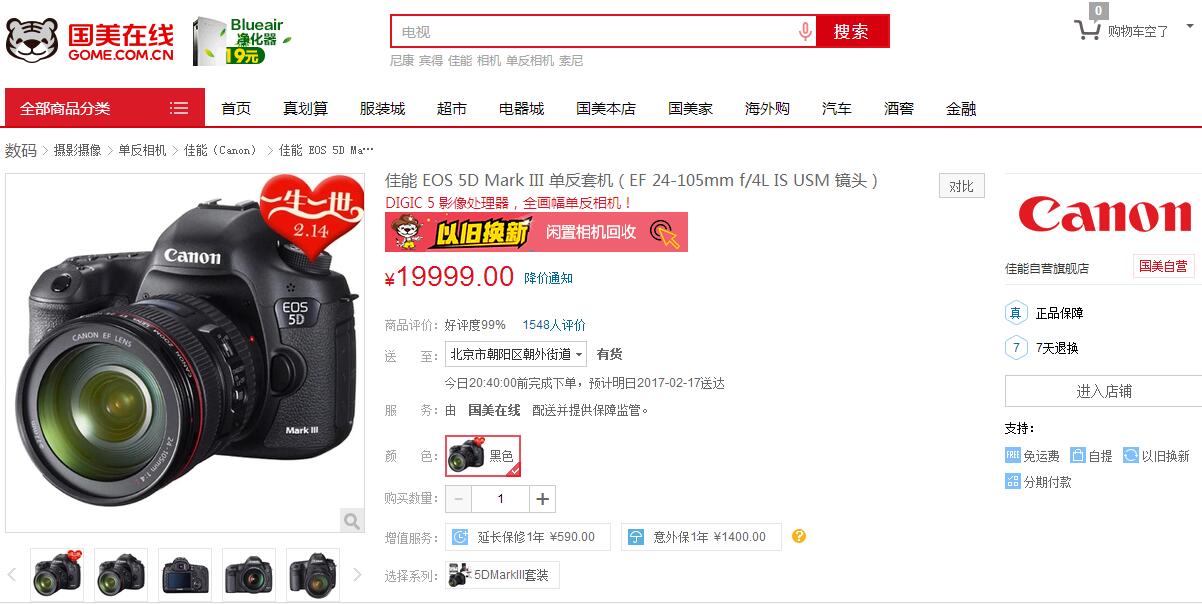 国美在线
GOME.COM.CN
Blueair
净化器
19元
电视
搜索
0
购物车空了
尼康 宾得 佳能 相机 单反相机 索尼
全部商品分类
首页 真划算 服装城 超市 电器城 国美本店 国美家 海外购 汽车 酒窖 金融
数码 > 摄影摄像 > 单反相机 > 佳能（Canon） > 佳能 EOS 5D Ma…
一生一世
2.14
Canon
EOS
5D
Mark III
CANON EF LENS
24-105mm 1:4
佳能 EOS 5D Mark III 单反套机（EF 24-105mm f/4L IS USM 镜头）
对比
DIGIC 5 影像处理器，全画幅单反相机！
以旧换新 闲置相机回收
¥19999.00 降价通知
商品评价：好评度99% 1548人评价
送 至：北京市朝阳区朝外街道 有货
今日20:40:00前完成下单，预计明日2017-02-17送达
服 务：由 国美在线 配送并提供保障监管。
颜 色：黑色
购买数量：− 1 +
增值服务：延长保修1年 ¥590.00 意外保1年 ¥1400.00 ?
选择系列：5DMarkIII套装
Canon
佳能自营旗舰店 国美自营
真 正品保障
7 7天退换
进入店铺
支持：
FREE 免运费 自提 以旧换新
分期付款